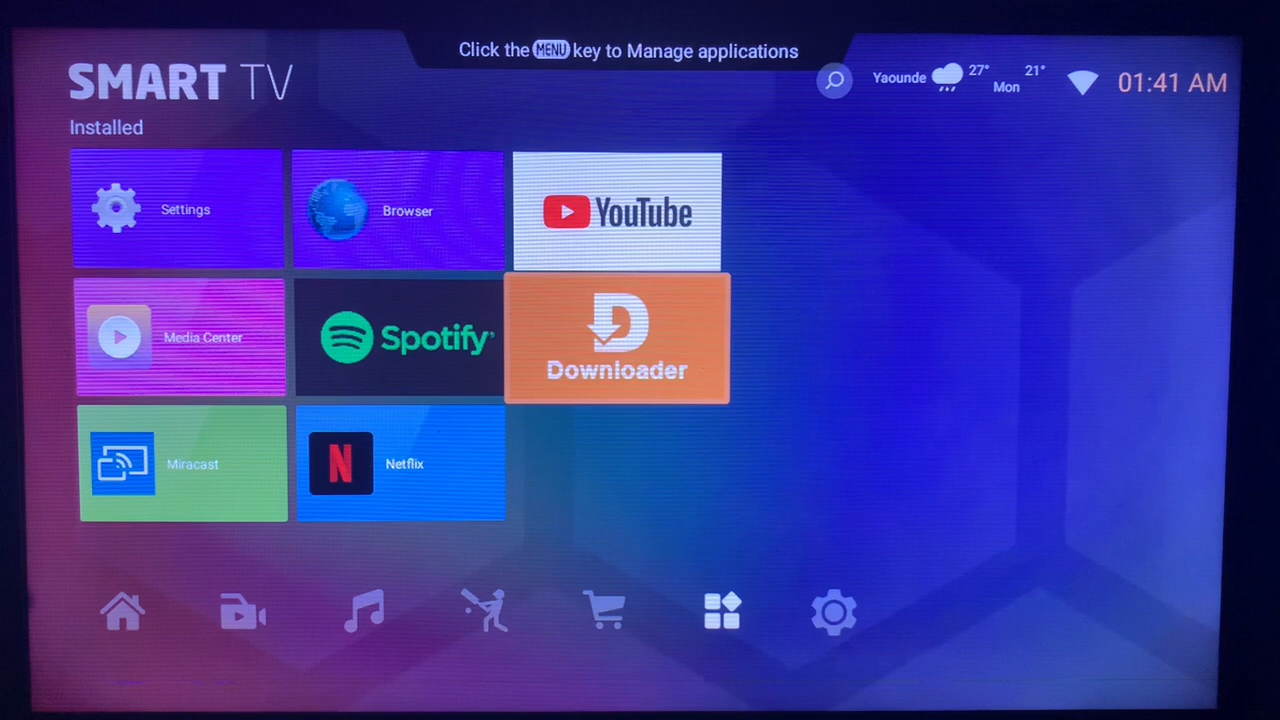 Click the MENU key to Manage applications
SMART TV
Yaounde 27° Mon 21° 01:41 AM
Installed
Settings
Browser
YouTube
Media Center
Spotify
D
Downloader
Miracast
N
Netflix